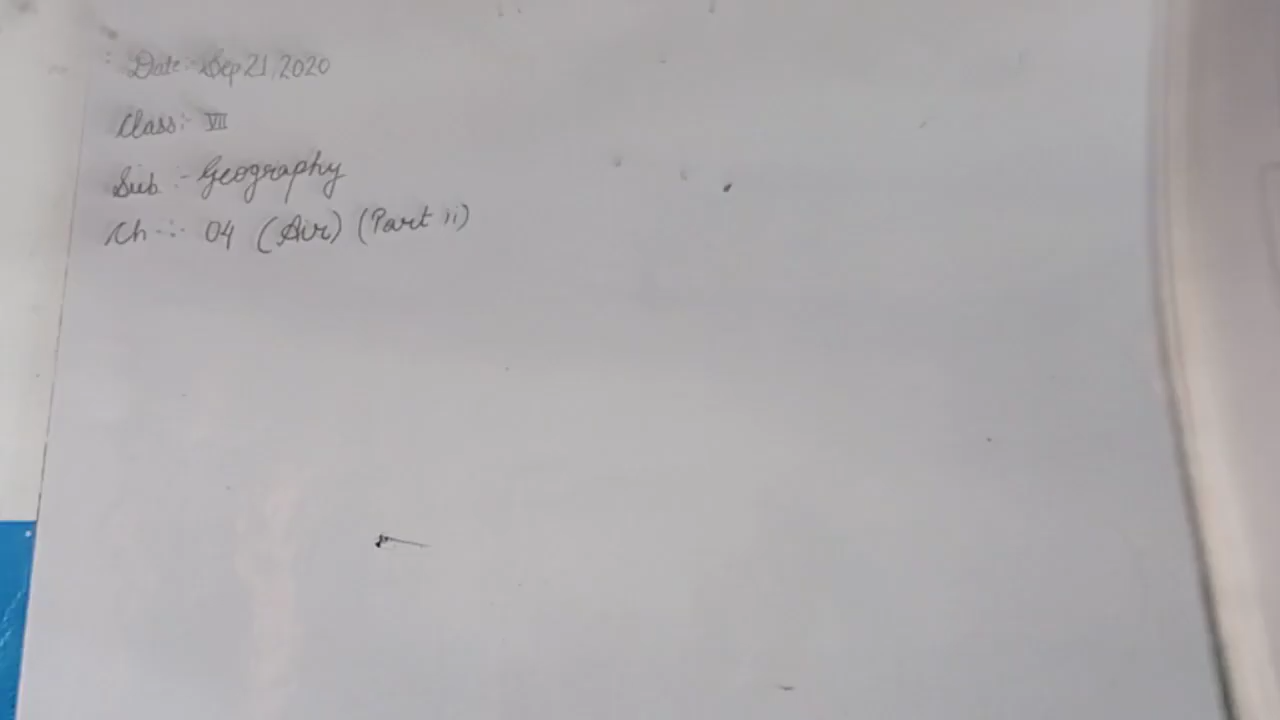 Date:- Sep 21, 2020
Class:- VII
Sub :- Geography
Ch :- 04 (Air) (Part ii)